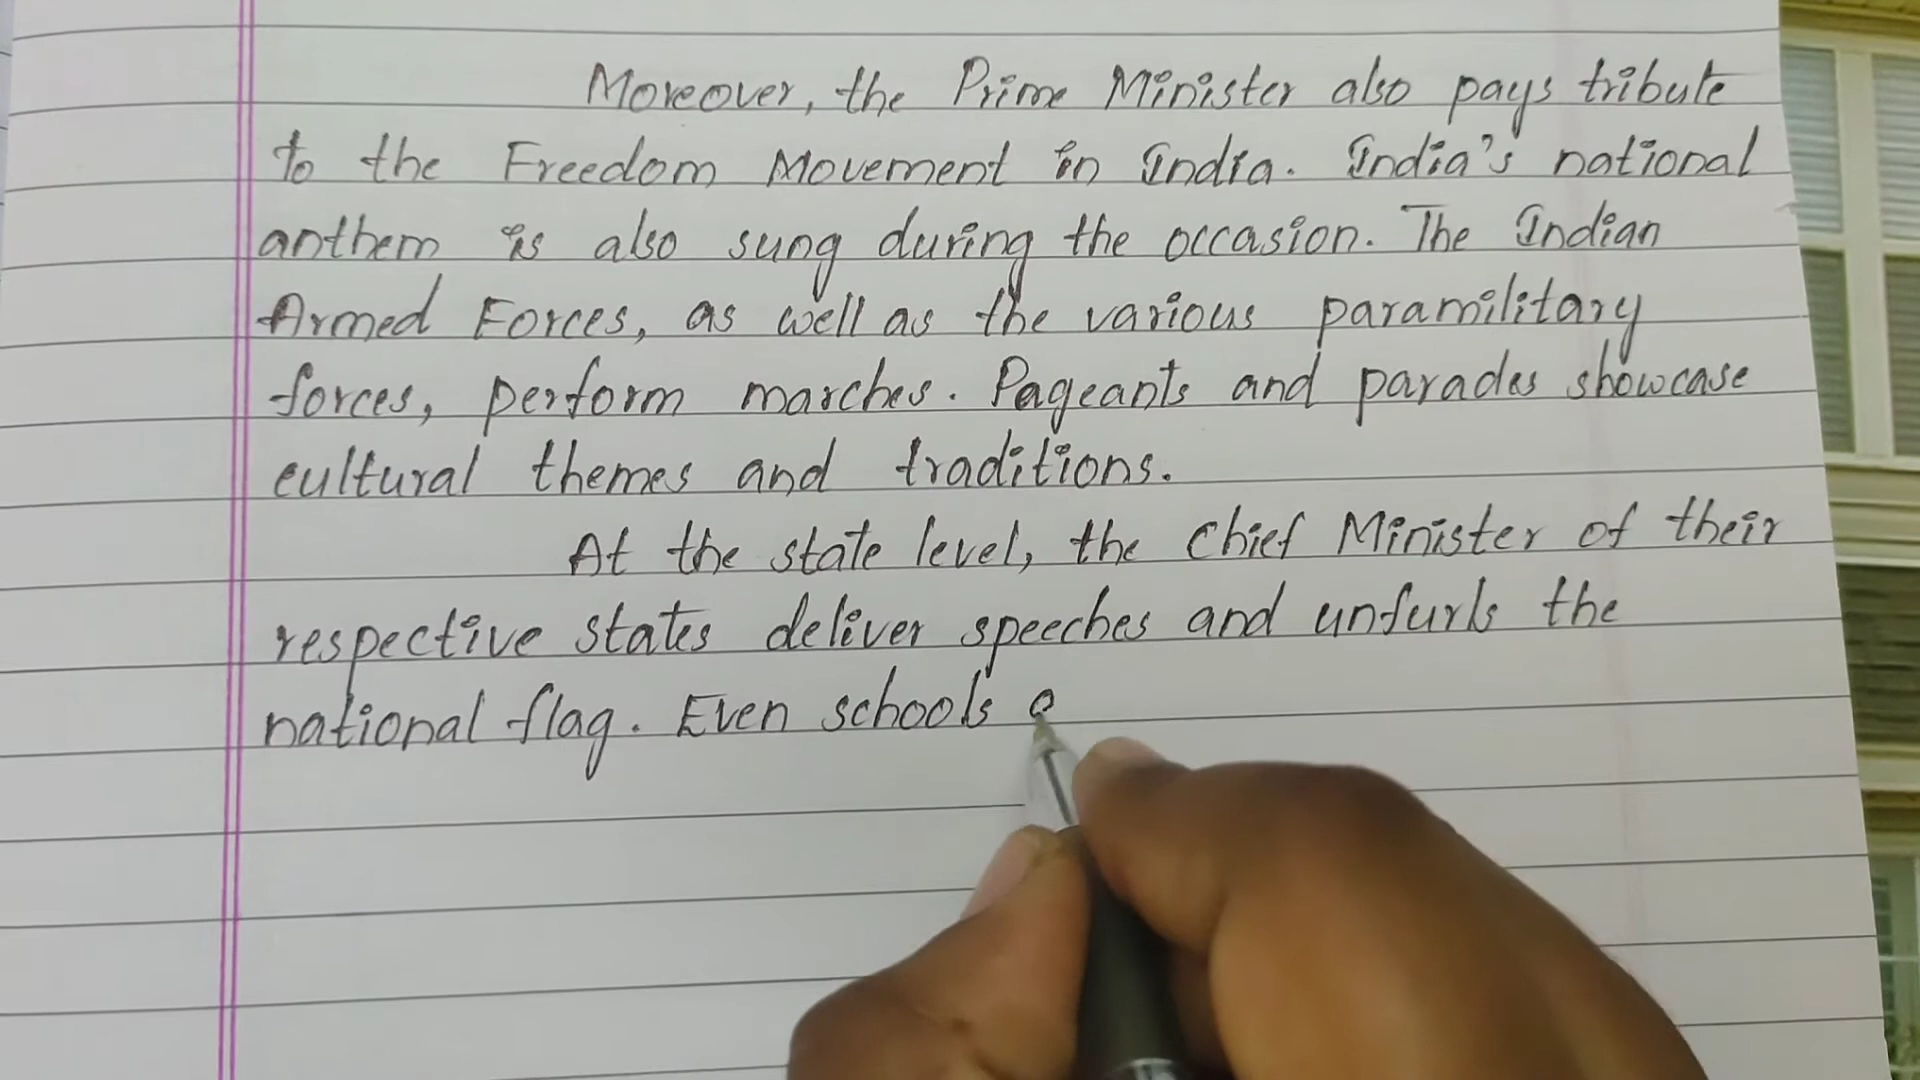 Moreover, the Prime Minister also pays tribute
to the Freedom Movement in India. India's national
anthem is also sung during the occasion. The Indian
Armed Forces, as well as the various paramilitary
forces, perform marches. Pageants and parades showcase
cultural themes and traditions.
At the state level, the Chief Minister of their
respective states deliver speeches and unfurls the
national flag. Even schools